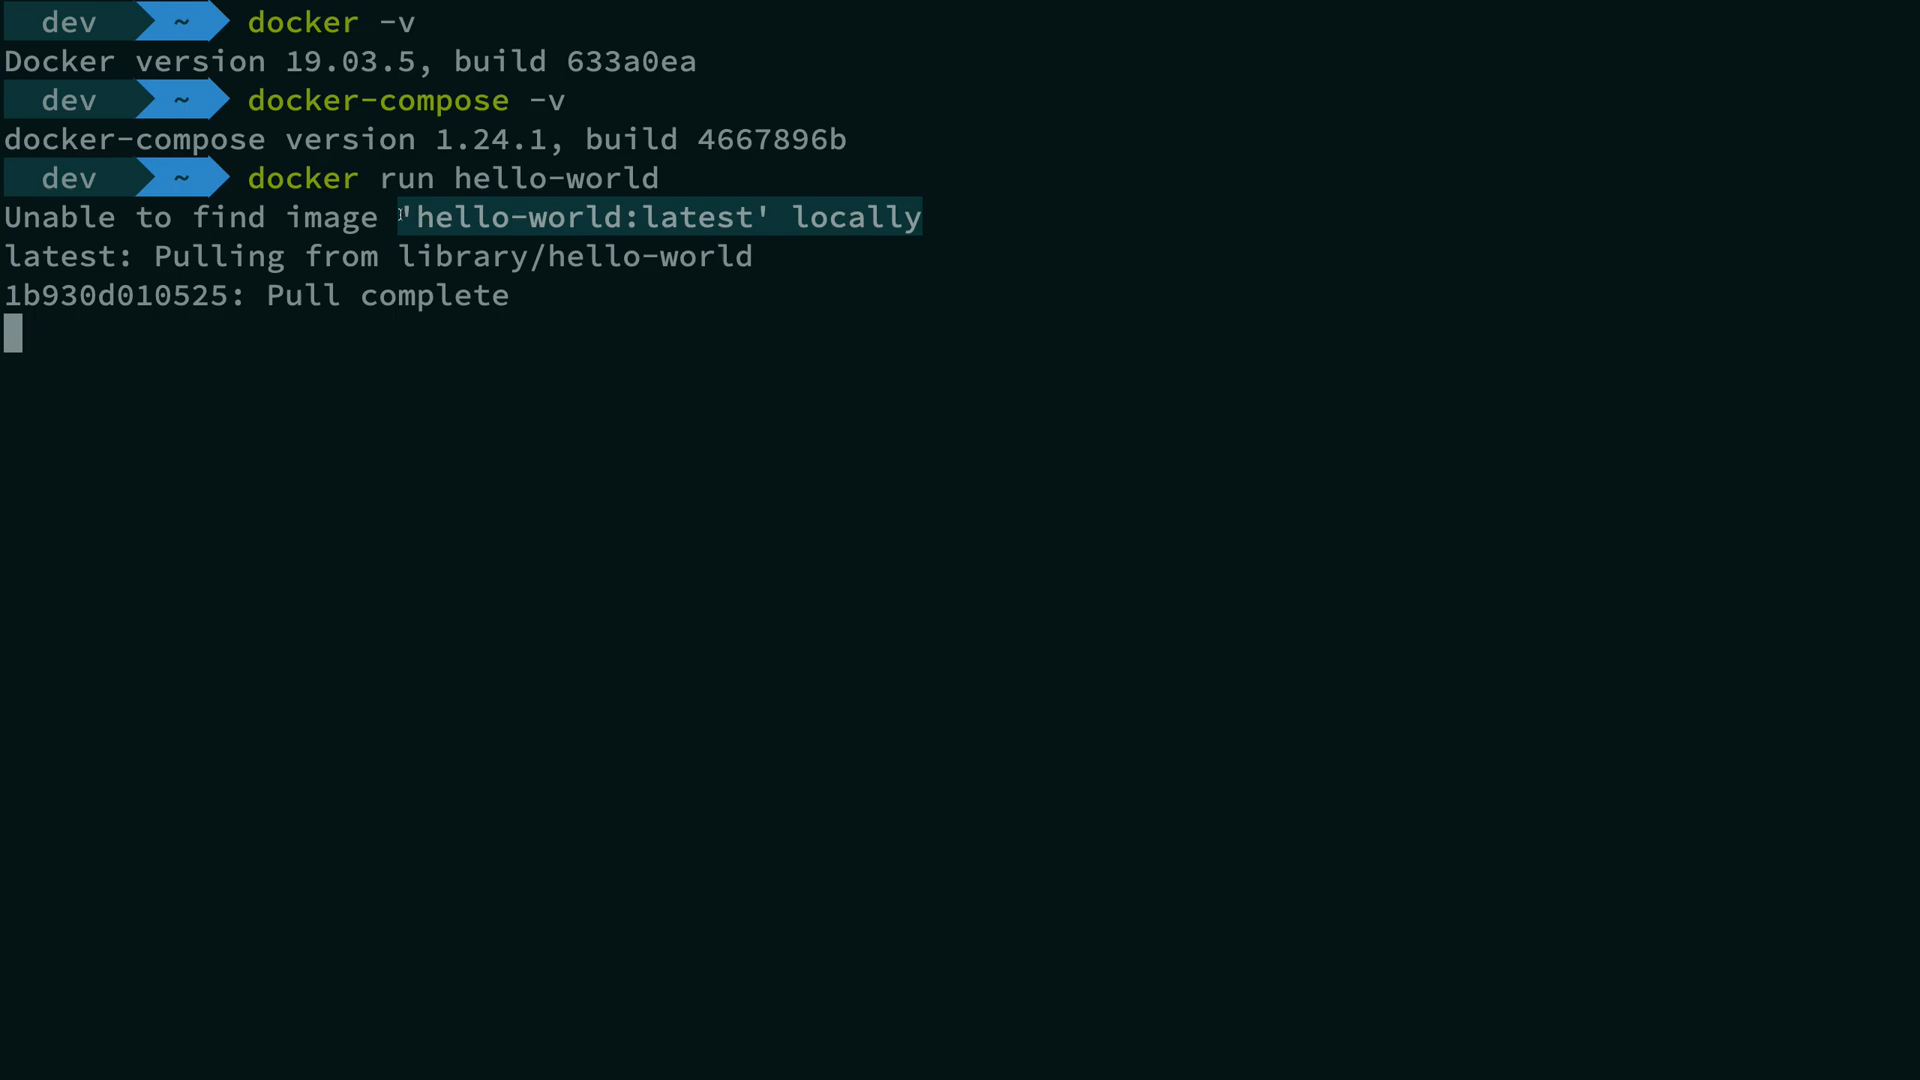 dev ~ docker -v
Docker version 19.03.5, build 633a0ea
dev ~ docker-compose -v
docker-compose version 1.24.1, build 4667896b
dev ~ docker run hello-world
Unable to find image 'hello-world:latest' locally
latest: Pulling from library/hello-world
1b930d010525: Pull complete